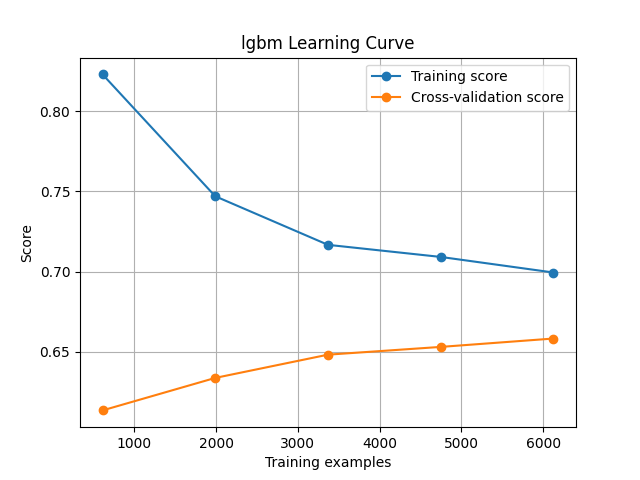 lgbm Learning Curve
Training score
Cross-validation score
0.80
0.75
0.70
0.65
Score
1000 2000 3000 4000 5000 6000
Training examples